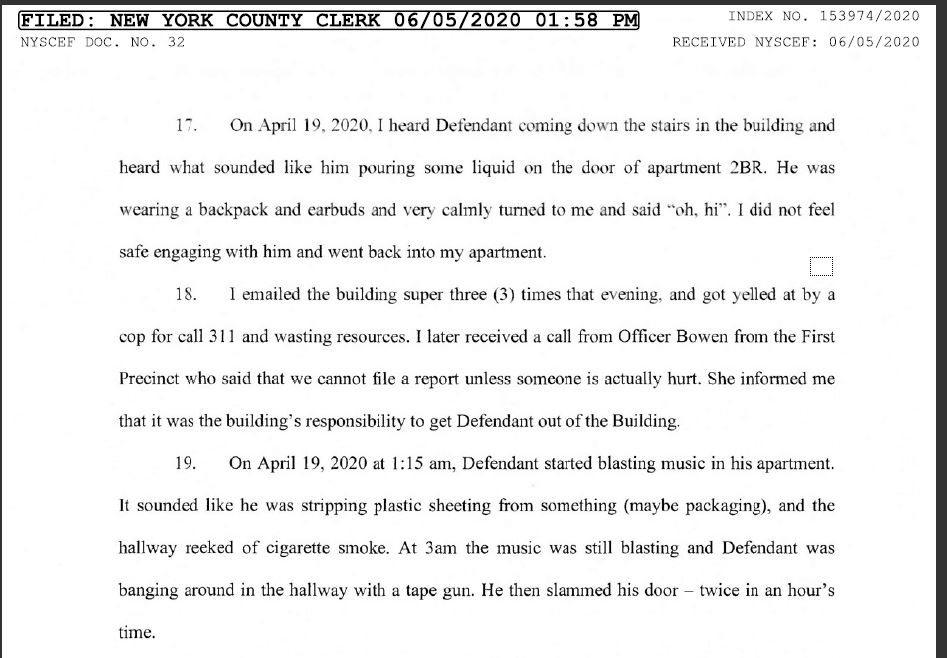 FILED: NEW YORK COUNTY CLERK 06/05/2020 01:58 PM
INDEX NO. 153974/2020
NYSCEF DOC. NO. 32
RECEIVED NYSCEF: 06/05/2020
17. On April 19, 2020, I heard Defendant coming down the stairs in the building and
heard what sounded like him pouring some liquid on the door of apartment 2BR. He was
wearing a backpack and earbuds and very calmly turned to me and said “oh, hi”. I did not feel
safe engaging with him and went back into my apartment.
18. I emailed the building super three (3) times that evening, and got yelled at by a
cop for call 311 and wasting resources. I later received a call from Officer Bowen from the First
Precinct who said that we cannot file a report unless someone is actually hurt. She informed me
that it was the building’s responsibility to get Defendant out of the Building.
19. On April 19, 2020 at 1:15 am, Defendant started blasting music in his apartment.
It sounded like he was stripping plastic sheeting from something (maybe packaging), and the
hallway reeked of cigarette smoke. At 3am the music was still blasting and Defendant was
banging around in the hallway with a tape gun. He then slammed his door – twice in an hour’s
time.